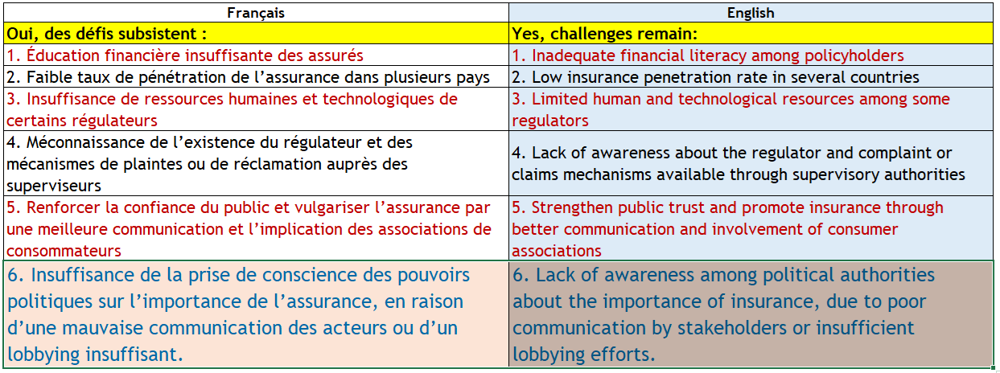 Français
English
Oui, des défis subsistent :
Yes, challenges remain:
1. Éducation financière insuffisante des assurés
1. Inadequate financial literacy among policyholders
2. Faible taux de pénétration de l’assurance dans plusieurs pays
2. Low insurance penetration rate in several countries
3. Insuffisance de ressources humaines et technologiques de
certains régulateurs
3. Limited human and technological resources among some
regulators
4. Méconnaissance de l’existence du régulateur et des
mécanismes de plaintes ou de réclamation auprès des
superviseurs
4. Lack of awareness about the regulator and complaint or
claims mechanisms available through supervisory authorities
5. Renforcer la confiance du public et vulgariser l’assurance par
une meilleure communication et l’implication des associations de
consommateurs
5. Strengthen public trust and promote insurance through
better communication and involvement of consumer
associations
6. Insuffisance de la prise de conscience des pouvoirs
politiques sur l’importance de l’assurance, en raison
d’une mauvaise communication des acteurs ou d’un
lobbying insuffisant.
6. Lack of awareness among political authorities
about the importance of insurance, due to poor
communication by stakeholders or insufficient
lobbying efforts.